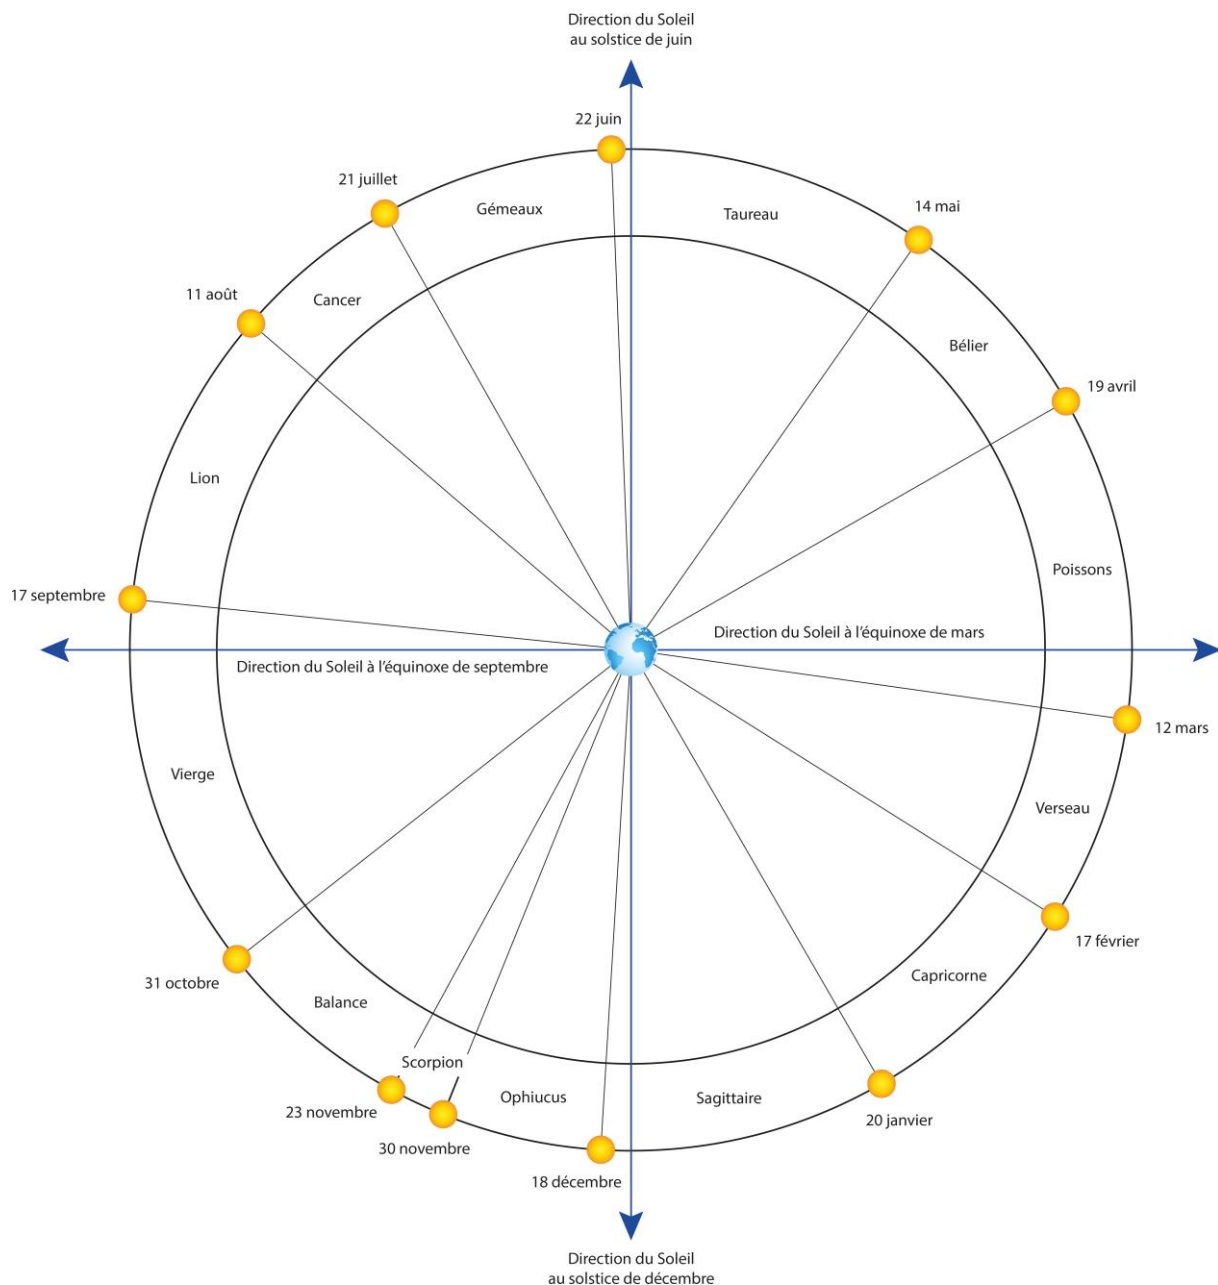 Direction du Soleil
au solstice de juin
22 juin
21 juillet
Gémeaux
Taureau
14 mai
11 août
Cancer
Bélier
19 avril
Lion
Poissons
17 septembre
Direction du Soleil à l'équinoxe de mars
Direction du Soleil à l'équinoxe de septembre
12 mars
Vierge
Verseau
17 février
31 octobre
Balance
Capricorne
Scorpion
Ophiucus
Sagittaire
23 novembre
20 janvier
30 novembre
18 décembre
Direction du Soleil
au solstice de décembre